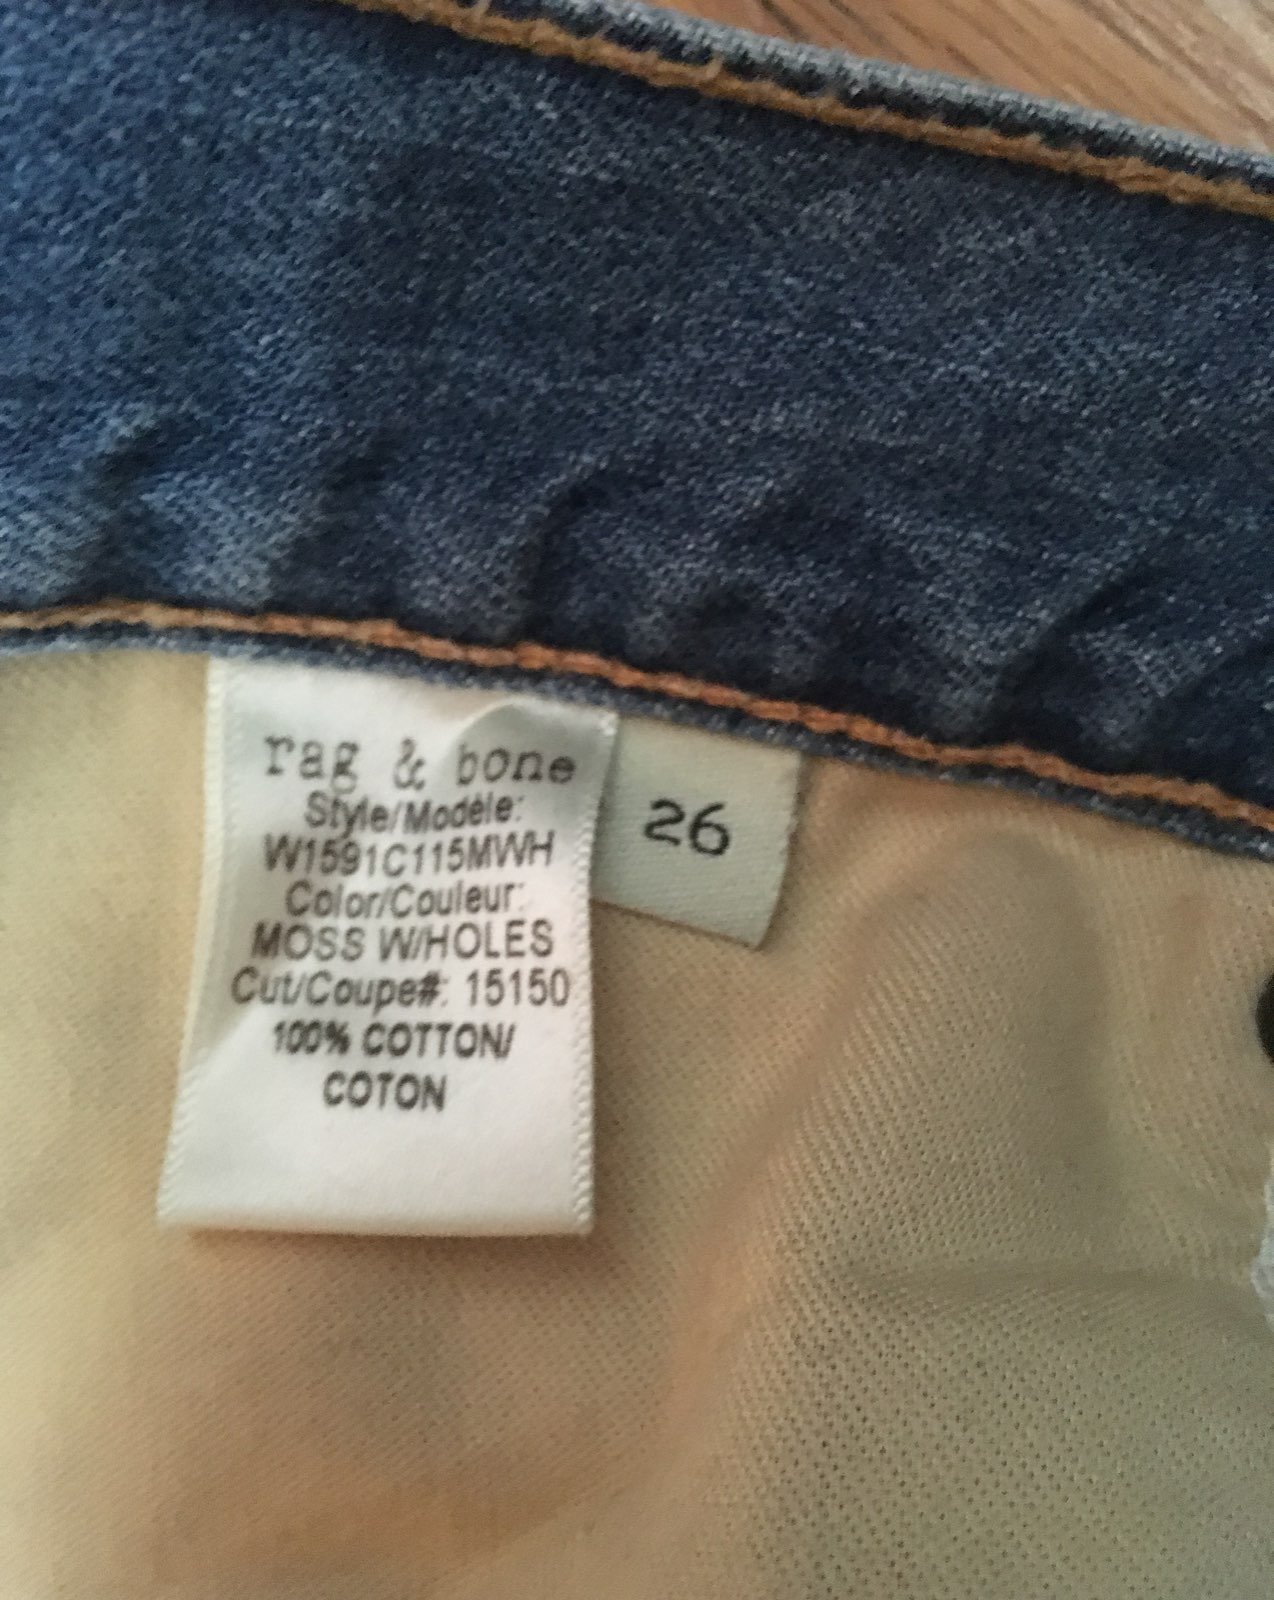 rag & bone
Style/Modèle:
W1591C115MWH
Color/Couleur:
MOSS W/HOLES
Cut/Coupe#: 15150
100% COTTON/
COTON
26